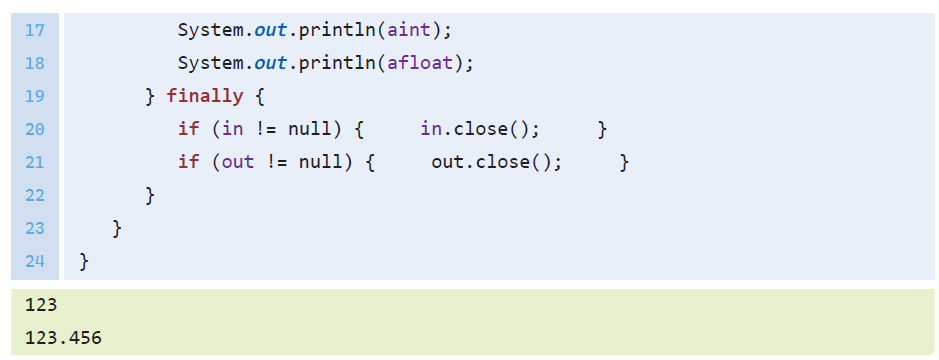 17 System.out.println(aint);
18 System.out.println(afloat);
19 } finally {
20 if (in != null) { in.close(); }
21 if (out != null) { out.close(); }
22 }
23 }
24 }
123
123.456